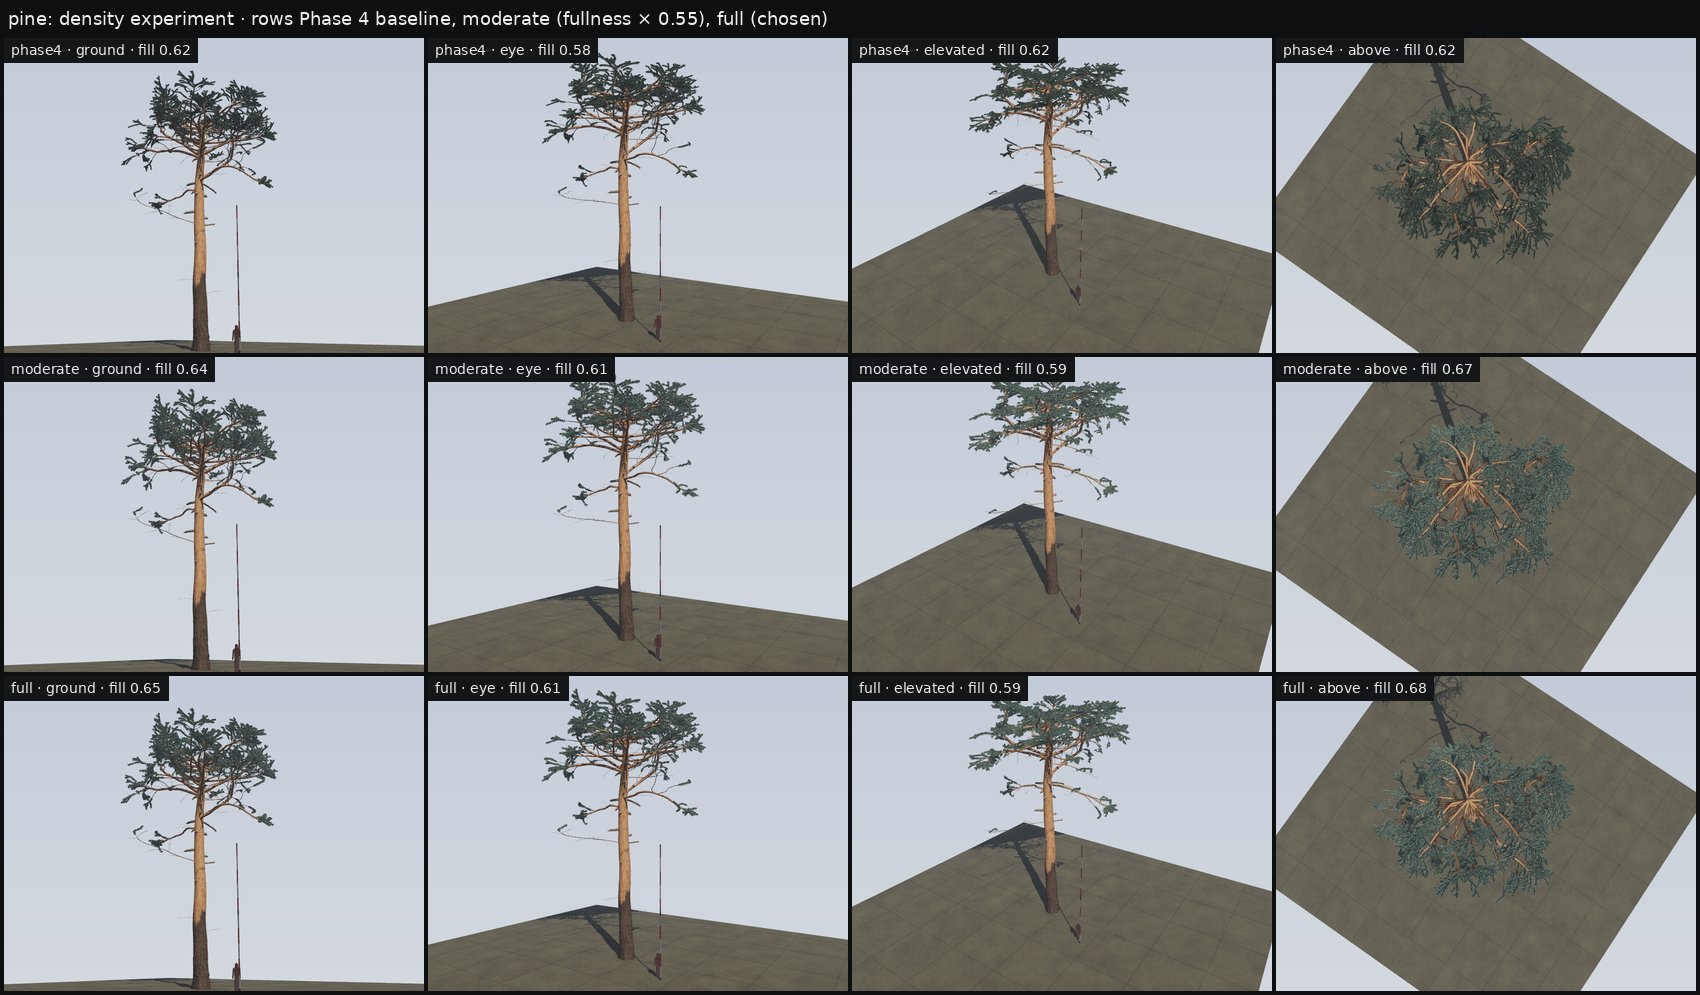 pine: density experiment · rows Phase 4 baseline, moderate (fullness × 0.55), full (chosen)
phase4 · ground · fill 0.62
phase4 · eye · fill 0.58
phase4 · elevated · fill 0.62
phase4 · above · fill 0.62
moderate · ground · fill 0.64
moderate · eye · fill 0.61
moderate · elevated · fill 0.59
moderate · above · fill 0.67
full · ground · fill 0.65
full · eye · fill 0.61
full · elevated · fill 0.59
full · above · fill 0.68